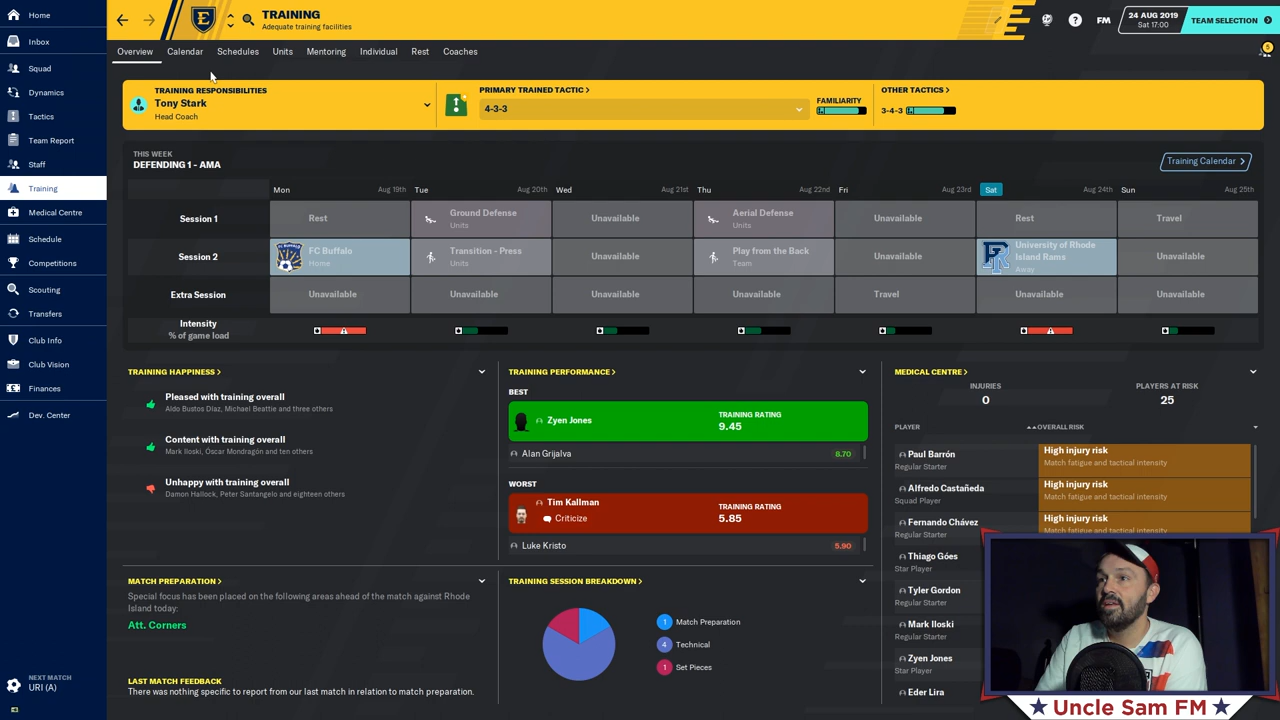 Home
Inbox
Squad
Dynamics
Tactics
Team Report
Staff
Training
Medical Centre
Schedule
Competitions
Scouting
Transfers
Club Info
Club Vision
Finances
Dev. Center
NEXT MATCH
URI (A)
E
TRAINING
Adequate training facilities
?
FM
24 AUG 2019
Sat 17:00
TEAM SELECTION
Overview
Calendar
Schedules
Units
Mentoring
Individual
Rest
Coaches
5
TRAINING RESPONSIBILITIES
Tony Stark
Head Coach
PRIMARY TRAINED TACTIC >
4-3-3
FAMILIARITY
OTHER TACTICS >
3-4-3
THIS WEEK
DEFENDING 1 - AMA
Training Calendar >
Mon Aug 19th Tue Aug 20th Wed Aug 21st Thu Aug 22nd Fri Aug 23rd Sat Aug 24th Sun Aug 25th
Session 1
Rest
Ground Defense
Units
Unavailable
Aerial Defense
Units
Unavailable
Rest
Travel
Session 2
FC Buffalo
Home
Transition - Press
Units
Unavailable
Play from the Back
Team
Unavailable
University of Rhode
Island Rams
Away
Unavailable
Extra Session
Unavailable
Unavailable
Unavailable
Unavailable
Travel
Unavailable
Unavailable
Intensity
% of game load
TRAINING HAPPINESS >
Pleased with training overall
Aldo Bustos Díaz, Michael Beattie and three others
Content with training overall
Mark Iloski, Óscar Mondragón and ten others
Unhappy with training overall
Damon Hallock, Peter Santangelo and eighteen others
TRAINING PERFORMANCE >
BEST
Zyen Jones
TRAINING RATING
9.45
Alan Grijalva
8.70
WORST
Tim Kallman
Criticize
TRAINING RATING
5.85
Luke Kristo
5.90
MEDICAL CENTRE >
INJURIES
0
PLAYERS AT RISK
25
PLAYER
OVERALL RISK
Paul Barrón
Regular Starter
High injury risk
Match fatigue and tactical intensity
Alfredo Castañeda
Squad Player
High injury risk
Match fatigue and tactical intensity
Fernando Chávez
Regular Starter
High injury risk
Match fatigue and tactical intensity
Thiago Góes
Star Player
Tyler Gordon
Regular Starter
Mark Iloski
Regular Starter
Zyen Jones
Star Player
Eder Lira
MATCH PREPARATION >
Special focus has been placed on the following areas ahead of the match against Rhode
Island today:
Att. Corners
LAST MATCH FEEDBACK
There was nothing specific to report from our last match in relation to match preparation.
TRAINING SESSION BREAKDOWN >
1 Match Preparation
4 Technical
1 Set Pieces
Uncle Sam FM